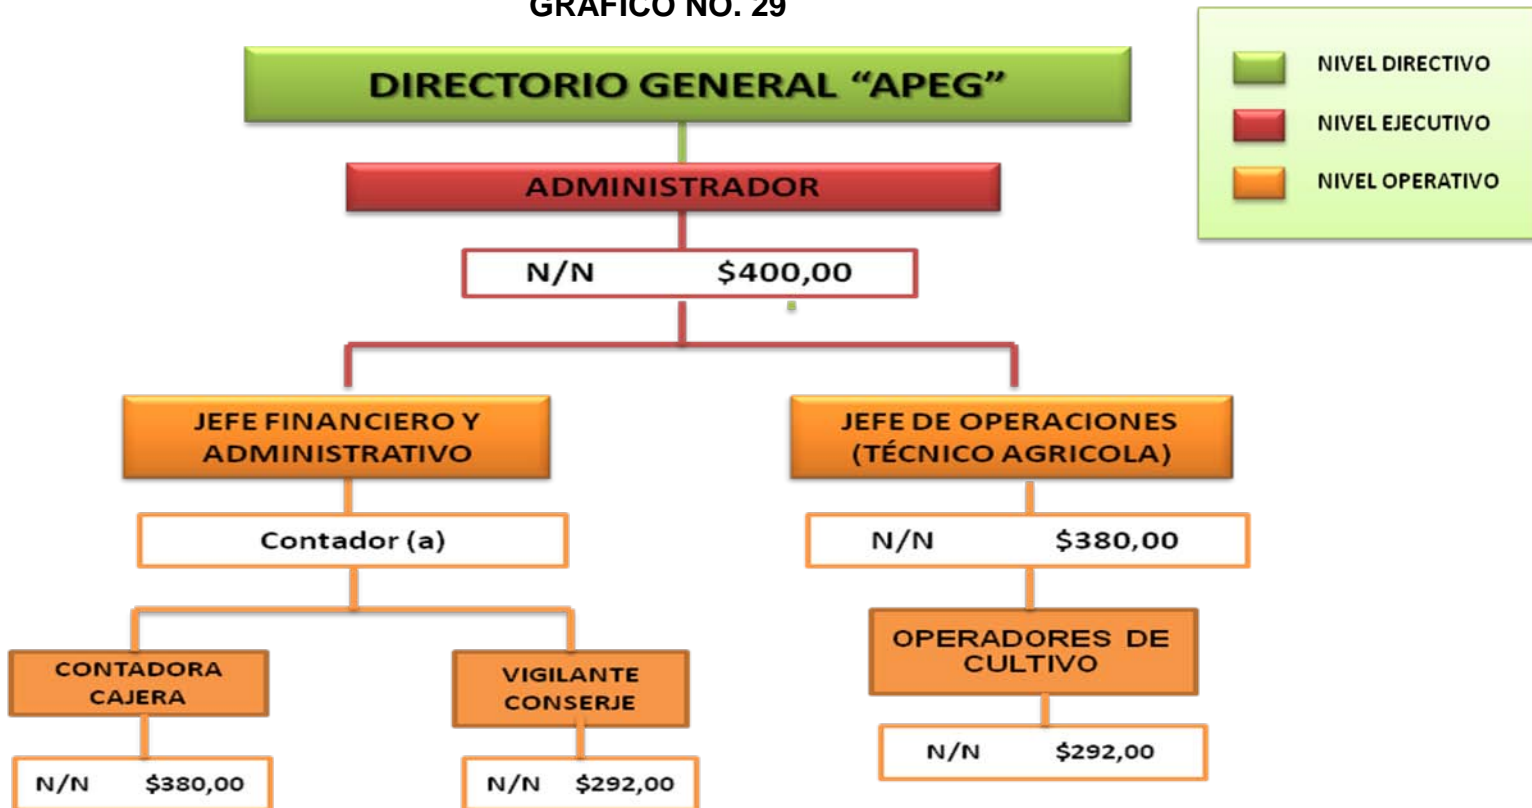 GRÁFICO NO. 29
DIRECTORIO GENERAL “APEG”
NIVEL DIRECTIVO
NIVEL EJECUTIVO
NIVEL OPERATIVO
ADMINISTRADOR
N/N $400,00
JEFE FINANCIERO Y
ADMINISTRATIVO
JEFE DE OPERACIONES
(TÉCNICO AGRICOLA)
Contador (a)
N/N $380,00
CONTADORA
CAJERA
VIGILANTE
CONSERJE
OPERADORES DE
CULTIVO
N/N $380,00
N/N $292,00
N/N $292,00